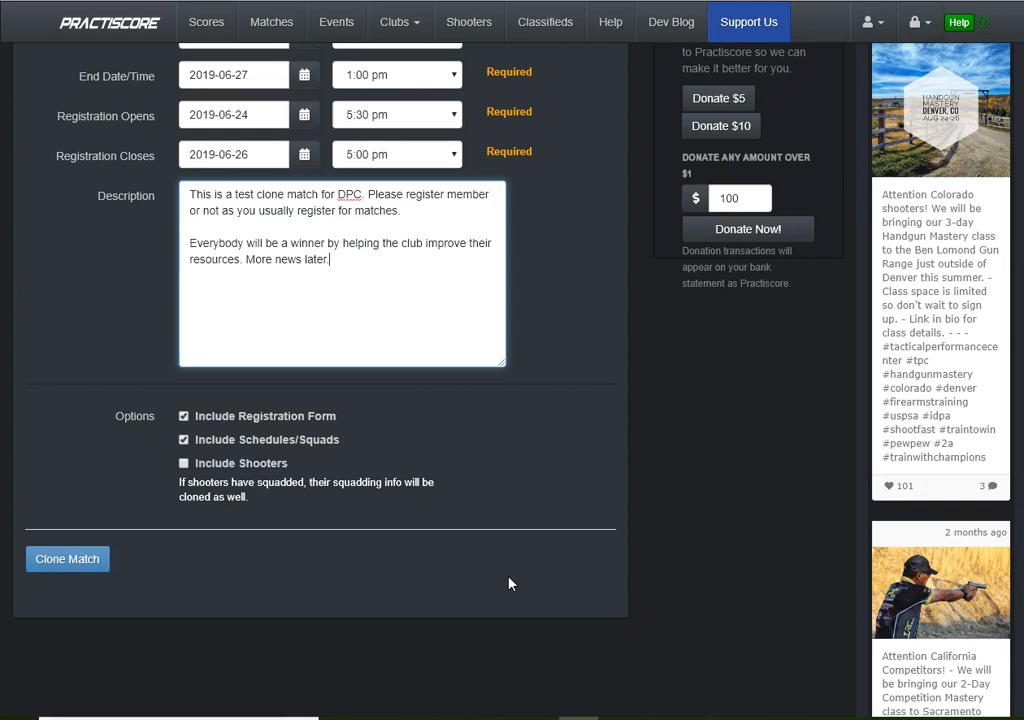 PRACTISCORE
Scores
Matches
Events
Clubs
Shooters
Classifieds
Help
Dev Blog
Support Us
Help
End Date/Time
2019-06-27
1:00 pm
Required
Registration Opens
2019-06-24
5:30 pm
Required
Registration Closes
2019-06-26
5:00 pm
Required
Description
This is a test clone match for DPC. Please register member
or not as you usually register for matches.
Everybody will be a winner by helping the club improve their
resources. More news later.
Options
Include Registration Form
Include Schedules/Squads
Include Shooters
If shooters have squadded, their squadding info will be
cloned as well.
Clone Match
to Practiscore so we can
make it better for you.
Donate $5
Donate $10
DONATE ANY AMOUNT OVER
$1
$ 100
Donate Now!
Donation transactions will
appear on your bank
statement as Practiscore.
HANDGUN
MASTERY
DENVER, CO
AUG 24-26
Attention Colorado
shooters! We will be
bringing our 3-day
Handgun Mastery class
to the Ben Lomond Gun
Range just outside of
Denver this summer. -
Class space is limited
so don't wait to sign
up. - Link in bio for
class details. - - -
#tacticalperformancece
nter #tpc
#handgunmastery
#colorado #denver
#firearmstraining
#uspsa #idpa
#shootfast #traintowin
#pewpew #2a
#trainwithchampions
101
3
2 months ago
Attention California
Competitors! - We will
be bringing our 2-Day
Competition Mastery
class to Sacramento